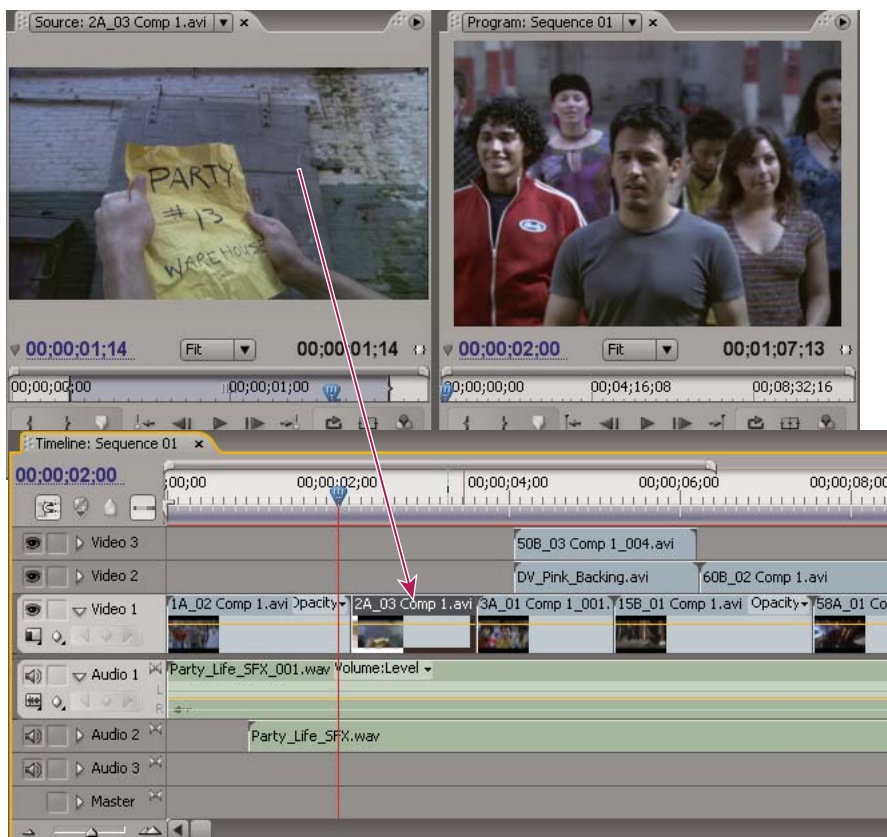 Source: 2A_03 Comp 1.avi
Program: Sequence 01
PARTY
# 13
WAREHOUSE
00;00;01;14
Fit
00;00;01;14
00;00;02;00
Fit
00;01;07;13
00;00;00;00
00;00;01;00
00;00;00;00
00;04;16;08
00;08;32;16
Timeline: Sequence 01
00;00;02;00
;00;00
00;00;02;00
00;00;04;00
00;00;06;00
00;00;08;00
Video 3
50B_03 Comp 1_004.avi
Video 2
DV_Pink_Backing.avi
60B_02 Comp 1.avi
Video 1
1A_02 Comp 1.avi Opacity
2A_03 Comp 1.avi
3A_01 Comp 1_001.
15B_01 Comp 1.avi Opacity
58A_01 Co
Audio 1
Party_Life_SFX_001.wav Volume:Level
L
R
Audio 2
Party_Life_SFX.wav
Audio 3
Master